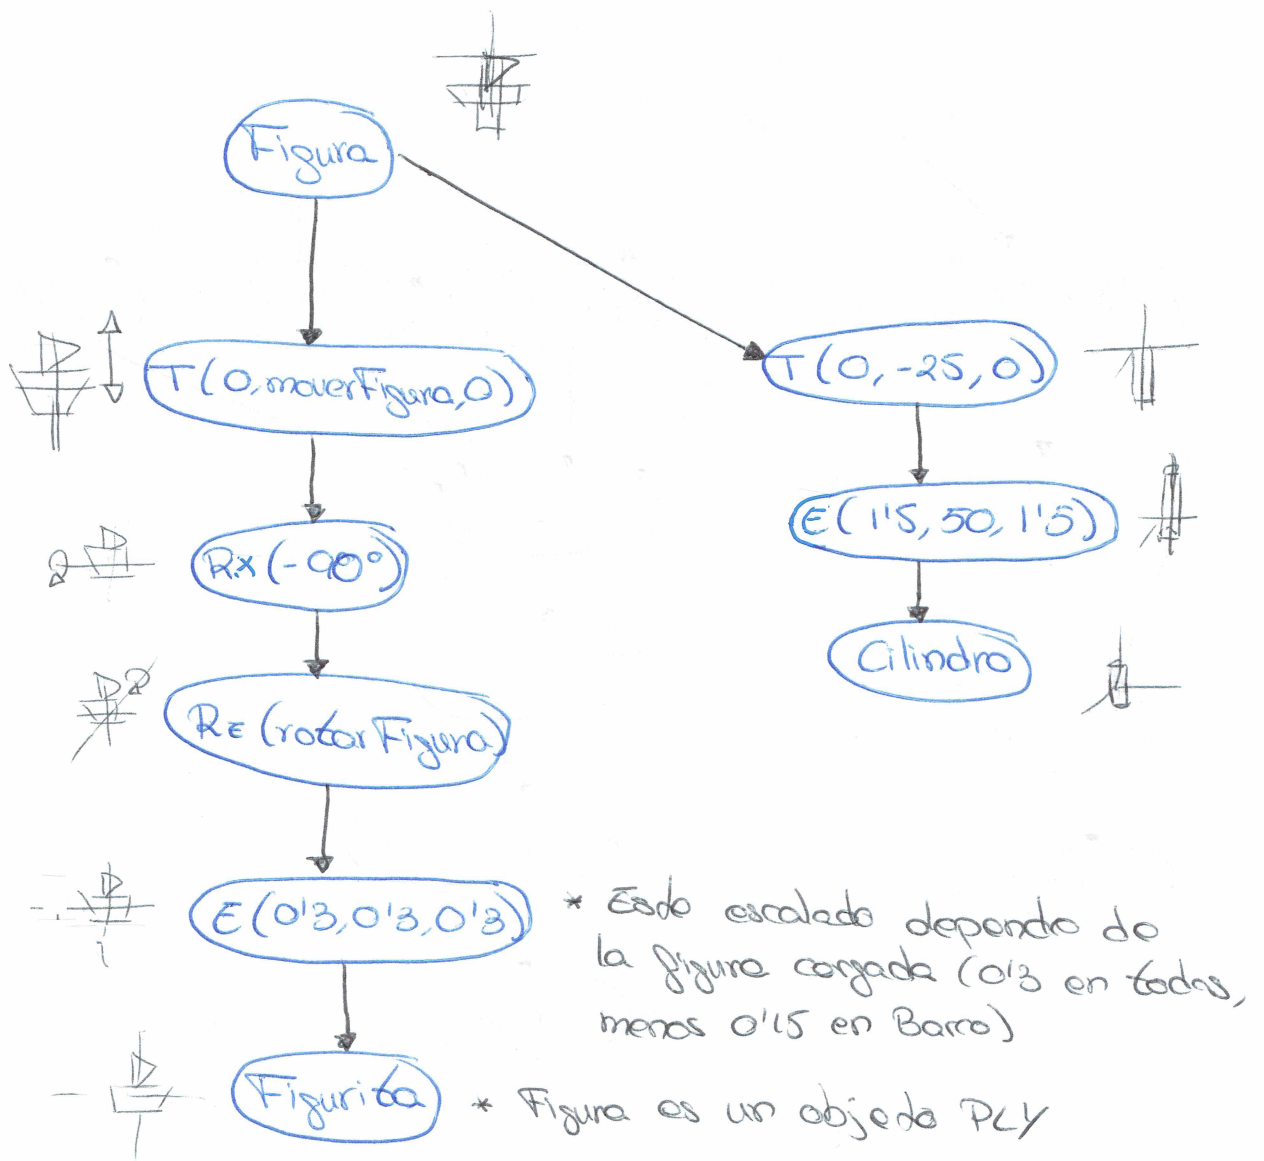 Figura
T(0,moverFigura,0)
T(0,-25,0)
Rx(-90°)
E(1'5,50,1'5)
Rz(rotarFigura)
Cilindro
E(0'3,0'3,0'3)
* Este escalado depende de
la figura cargada (0'3 en todas,
menos 0'15 en Barco)
Figurita
* Figura es un objeto PLY